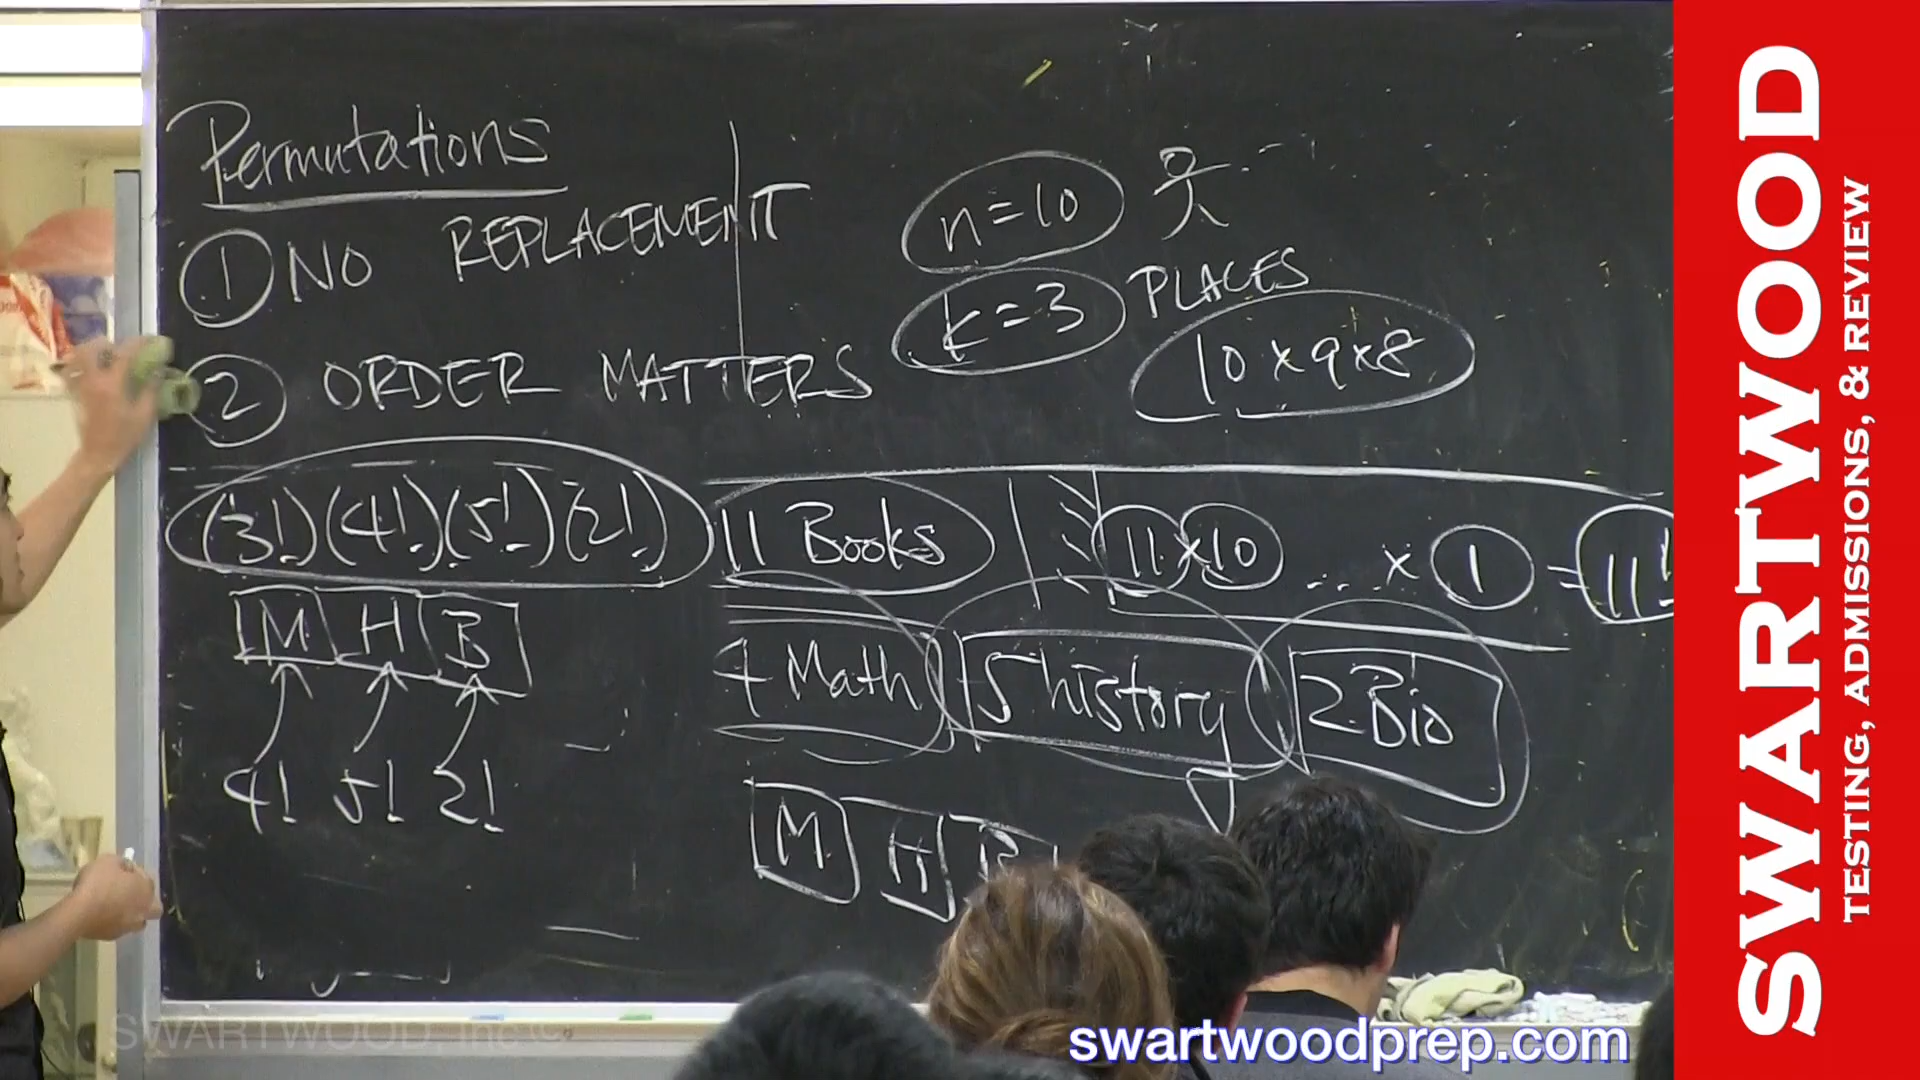 Permutations
① NO REPLACEMENT
② ORDER MATTERS
n=10
k=3 PLACES
10 x 9 x 8
(3!)(4!)(5!)(2!)
M H B
4! 5! 2!
11 Books
11 x 10 ... x 1 = 11!
4 Math 5 history 2 Bio
M H B
SWARTWOOD
TESTING, ADMISSIONS, & REVIEW
SWARTWOOD, Inc ©
swartwoodprep.com